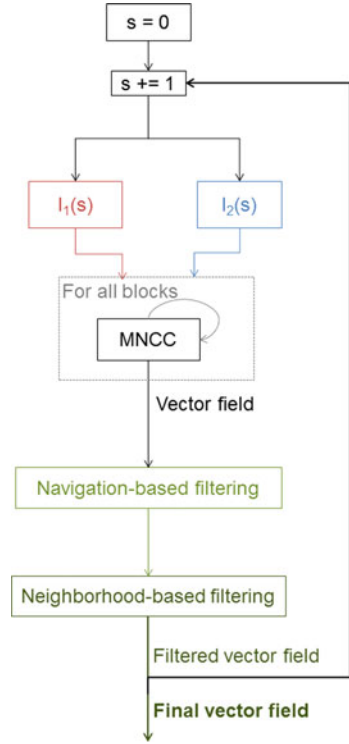 s = 0
s += 1
I₁(s)
I₂(s)
For all blocks
MNCC
Vector field
Navigation-based filtering
Neighborhood-based filtering
Filtered vector field
Final vector field